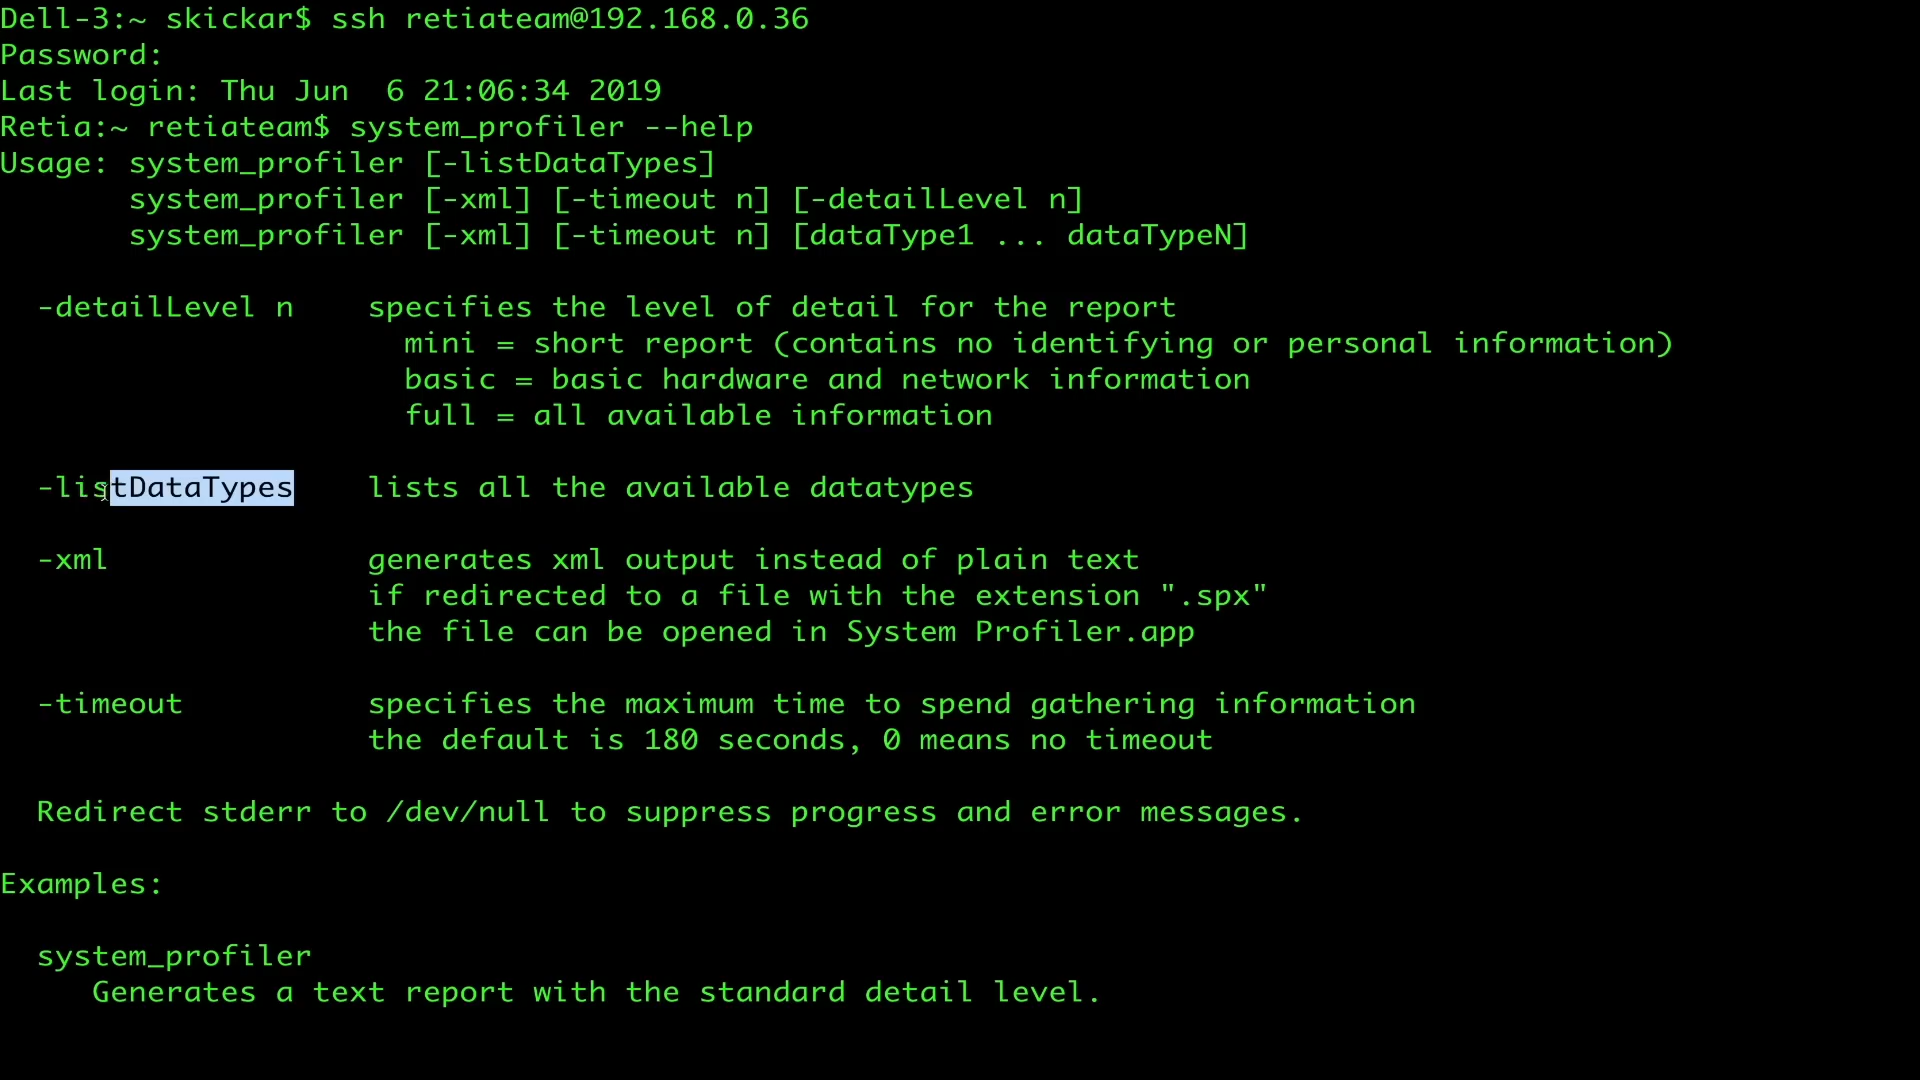 Dell-3:~ skickar$ ssh retiateam@192.168.0.36
Password:
Last login: Thu Jun  6 21:06:34 2019
Retia:~ retiateam$ system_profiler --help
Usage: system_profiler [-listDataTypes]
       system_profiler [-xml] [-timeout n] [-detailLevel n]
       system_profiler [-xml] [-timeout n] [dataType1 ... dataTypeN]

  -detailLevel n    specifies the level of detail for the report
                      mini = short report (contains no identifying or personal information)
                      basic = basic hardware and network information
                      full = all available information

  -listDataTypes    lists all the available datatypes

  -xml              generates xml output instead of plain text
                    if redirected to a file with the extension ".spx"
                    the file can be opened in System Profiler.app

  -timeout          specifies the maximum time to spend gathering information
                    the default is 180 seconds, 0 means no timeout

  Redirect stderr to /dev/null to suppress progress and error messages.

Examples:

  system_profiler
     Generates a text report with the standard detail level.